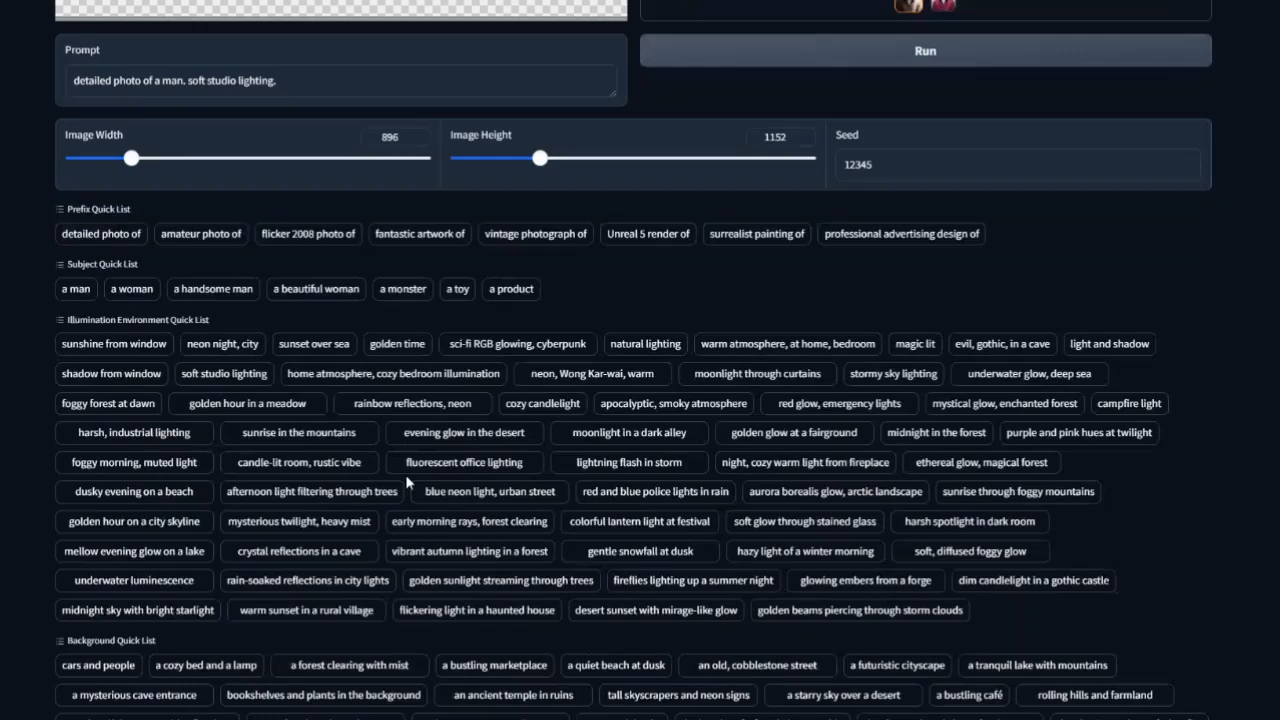 Prompt
Run
detailed photo of a man. soft studio lighting.
Image Width 896 Image Height 1152 Seed
12345
Prefix Quick List
detailed photo of amateur photo of flicker 2008 photo of fantastic artwork of vintage photograph of Unreal 5 render of surrealist painting of professional advertising design of
Subject Quick List
a man a woman a handsome man a beautiful woman a monster a toy a product
Illumination Environment Quick List
sunshine from window neon night, city sunset over sea golden time sci-fi RGB glowing, cyberpunk natural lighting warm atmosphere, at home, bedroom magic lit evil, gothic, in a cave light and shadow
shadow from window soft studio lighting home atmosphere, cozy bedroom illumination neon, Wong Kar-wai, warm moonlight through curtains stormy sky lighting underwater glow, deep sea
foggy forest at dawn golden hour in a meadow rainbow reflections, neon cozy candlelight apocalyptic, smoky atmosphere red glow, emergency lights mystical glow, enchanted forest campfire light
harsh, industrial lighting sunrise in the mountains evening glow in the desert moonlight in a dark alley golden glow at a fairground midnight in the forest purple and pink hues at twilight
foggy morning, muted light candle-lit room, rustic vibe fluorescent office lighting lightning flash in storm night, cozy warm light from fireplace ethereal glow, magical forest
dusky evening on a beach afternoon light filtering through trees blue neon light, urban street red and blue police lights in rain aurora borealis glow, arctic landscape sunrise through foggy mountains
golden hour on a city skyline mysterious twilight, heavy mist early morning rays, forest clearing colorful lantern light at festival soft glow through stained glass harsh spotlight in dark room
mellow evening glow on a lake crystal reflections in a cave vibrant autumn lighting in a forest gentle snowfall at dusk hazy light of a winter morning soft, diffused foggy glow
underwater luminescence rain-soaked reflections in city lights golden sunlight streaming through trees fireflies lighting up a summer night glowing embers from a forge dim candlelight in a gothic castle
midnight sky with bright starlight warm sunset in a rural village flickering light in a haunted house desert sunset with mirage-like glow golden beams piercing through storm clouds
Background Quick List
cars and people a cozy bed and a lamp a forest clearing with mist a bustling marketplace a quiet beach at dusk an old, cobblestone street a futuristic cityscape a tranquil lake with mountains
a mysterious cave entrance bookshelves and plants in the background an ancient temple in ruins tall skyscrapers and neon signs a starry sky over a desert a bustling café rolling hills and farmland